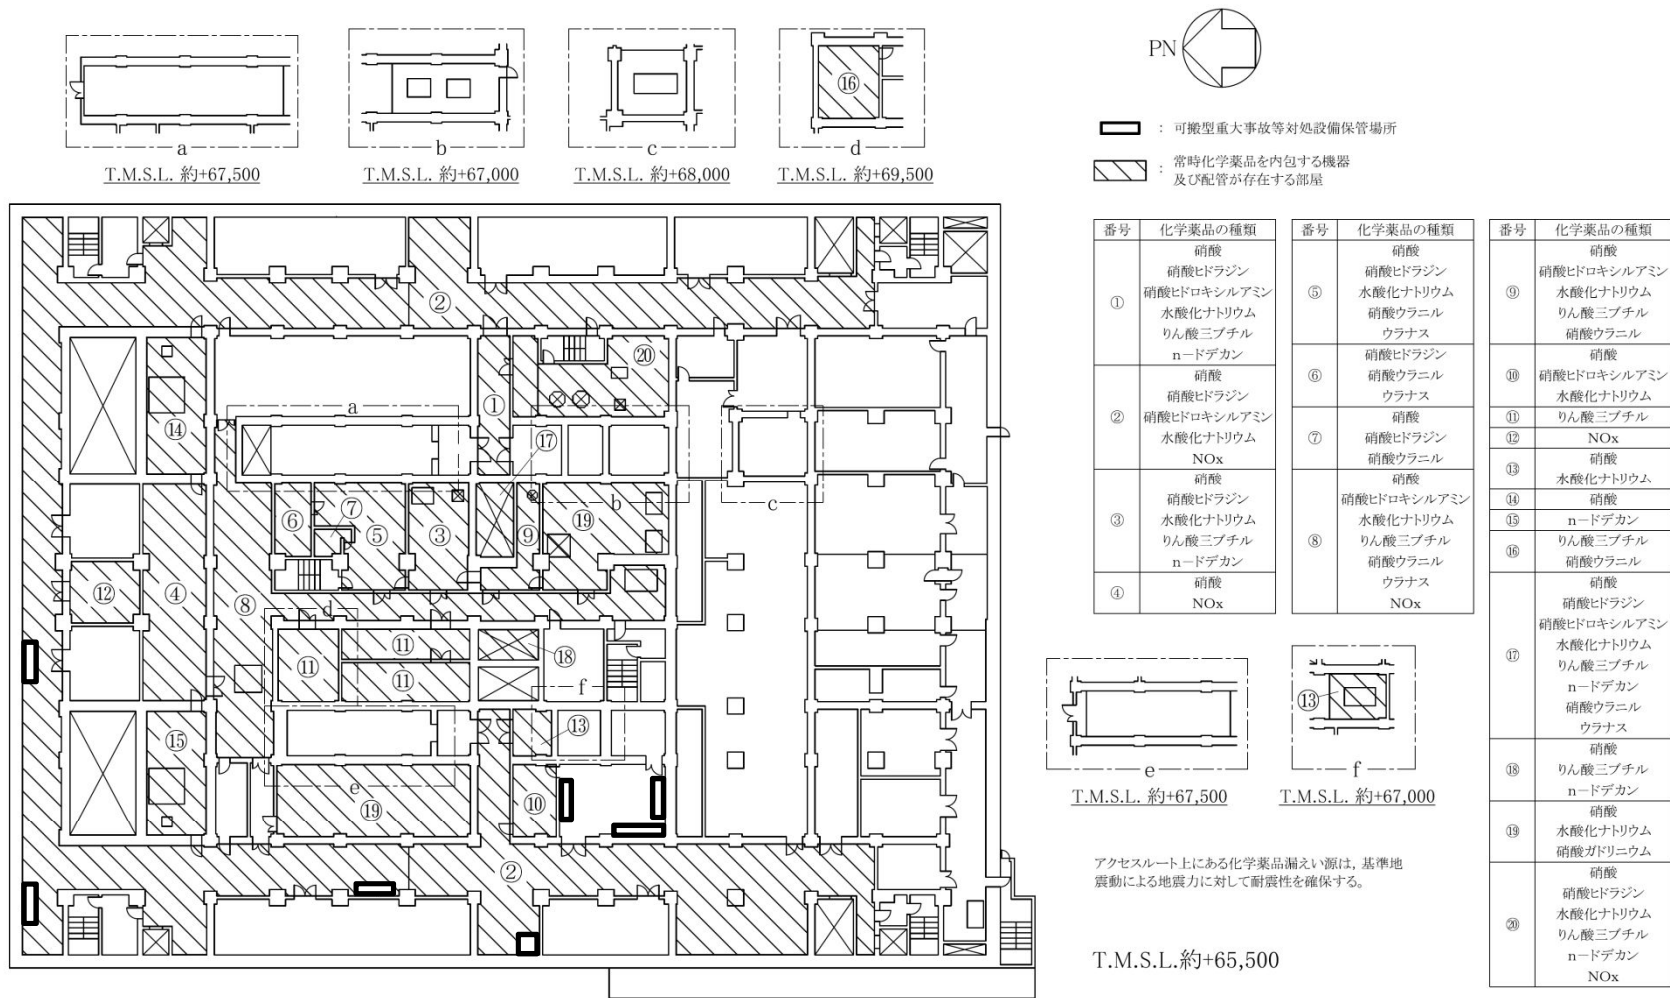 a
T.M.S.L. 約+67,500
b
T.M.S.L. 約+67,000
c
T.M.S.L. 約+68,000
⑯
d
T.M.S.L. 約+69,500
PN
： 可搬型重大事故等対処設備保管場所
： 常時化学薬品を内包する機器
及び配管が存在する部屋
②
⑳
①
a
⑭
⑰
b
c
⑥
⑦
⑤
③
⑨
⑲
⑫
④
⑧
d
⑪
⑪
⑪
⑱
f
⑬
⑮
e
⑲
⑩
②
番号 化学薬品の種類
①
硝酸
硝酸ヒドラジン
硝酸ヒドロキシルアミン
水酸化ナトリウム
りん酸三ブチル
n－ドデカン
②
硝酸
硝酸ヒドラジン
硝酸ヒドロキシルアミン
水酸化ナトリウム
NOx
③
硝酸
硝酸ヒドラジン
水酸化ナトリウム
りん酸三ブチル
n－ドデカン
④
硝酸
NOx
番号 化学薬品の種類
⑤
硝酸
硝酸ヒドラジン
水酸化ナトリウム
硝酸ウラニル
ウラナス
⑥
硝酸ヒドラジン
硝酸ウラニル
ウラナス
⑦
硝酸
硝酸ヒドラジン
硝酸ウラニル
⑧
硝酸
硝酸ヒドロキシルアミン
水酸化ナトリウム
りん酸三ブチル
硝酸ウラニル
ウラナス
NOx
番号 化学薬品の種類
⑨
硝酸
硝酸ヒドロキシルアミン
水酸化ナトリウム
りん酸三ブチル
硝酸ウラニル
⑩
硝酸
硝酸ヒドロキシルアミン
水酸化ナトリウム
⑪ りん酸三ブチル
⑫ NOx
⑬
硝酸
水酸化ナトリウム
⑭ 硝酸
⑮ n－ドデカン
⑯
りん酸三ブチル
硝酸ウラニル
⑰
硝酸
硝酸ヒドラジン
硝酸ヒドロキシルアミン
水酸化ナトリウム
りん酸三ブチル
n－ドデカン
硝酸ウラニル
ウラナス
⑱
硝酸
りん酸三ブチル
n－ドデカン
⑲
硝酸
水酸化ナトリウム
硝酸ガドリニウム
⑳
硝酸
硝酸ヒドラジン
水酸化ナトリウム
りん酸三ブチル
n－ドデカン
NOx
e
T.M.S.L. 約+67,500
⑬
f
T.M.S.L. 約+67,000
アクセスルート上にある化学薬品漏えい源は，基準地
震動による地震力に対して耐震性を確保する。
T.M.S.L.約+65,500